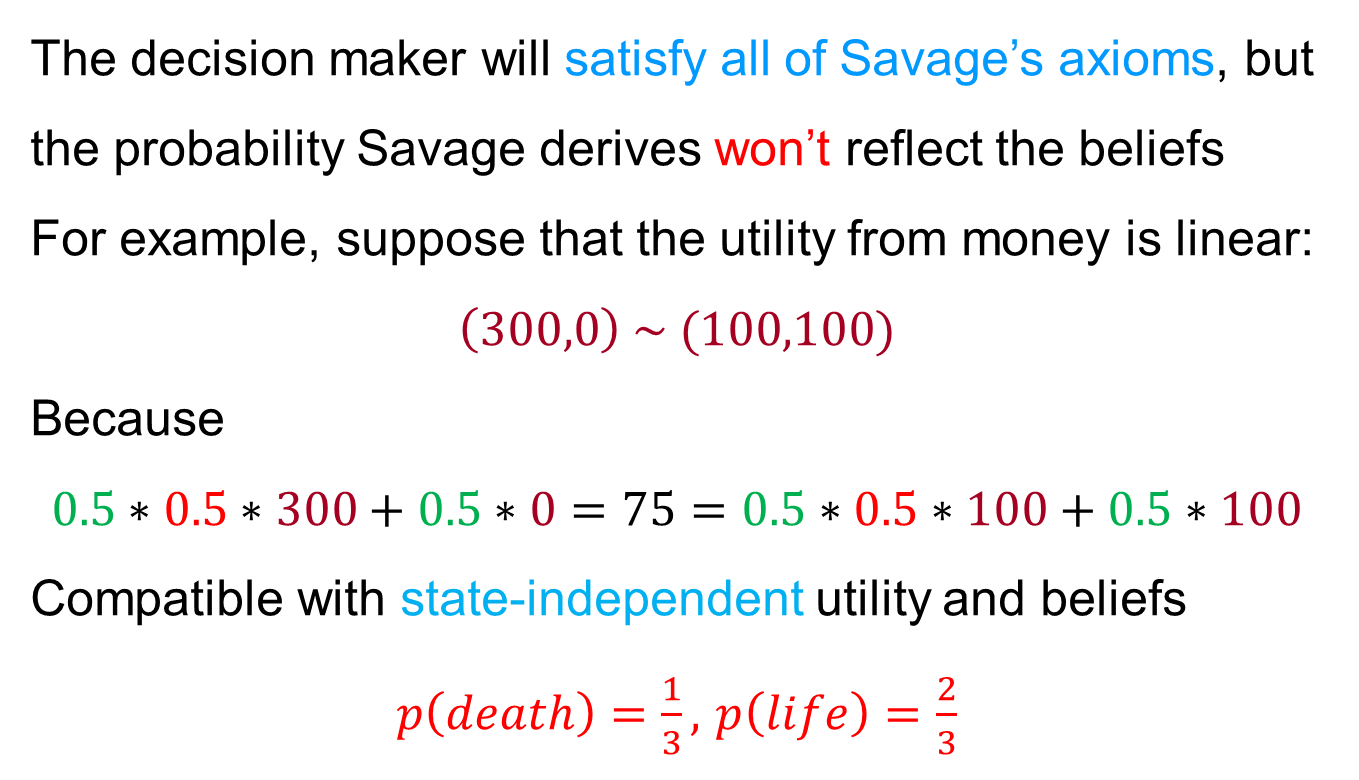 The decision maker will satisfy all of Savage’s axioms, but
the probability Savage derives won’t reflect the beliefs
For example, suppose that the utility from money is linear:
(300,0) ~ (100,100)
Because
0.5 ∗ 0.5 ∗ 300 + 0.5 ∗ 0 = 75 = 0.5 ∗ 0.5 ∗ 100 + 0.5 ∗ 100
Compatible with state-independent utility and beliefs
p(death) = 1/3, p(life) = 2/3